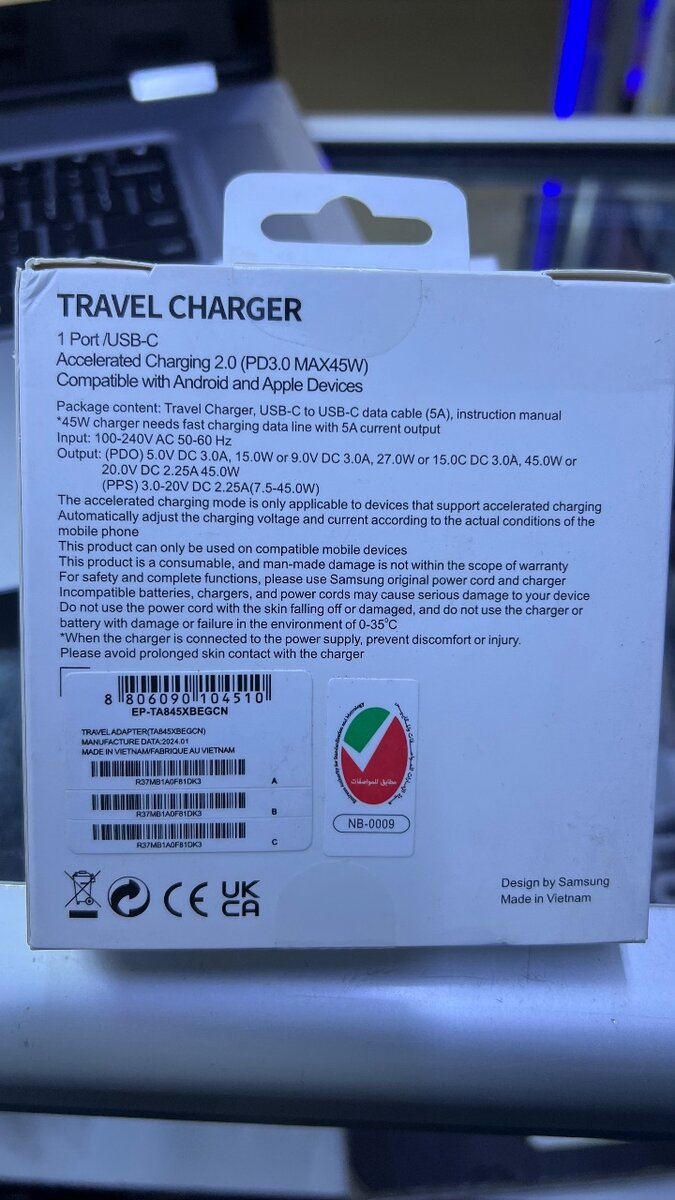 TRAVEL CHARGER
1 Port /USB-C
Accelerated Charging 2.0 (PD3.0 MAX45W)
Compatible with Android and Apple Devices
Package content: Travel Charger, USB-C to USB-C data cable (5A), instruction manual
*45W charger needs fast charging data line with 5A current output
Input: 100-240V AC 50-60 Hz
Output: (PDO) 5.0V DC 3.0A, 15.0W or 9.0V DC 3.0A, 27.0W or 15.0C DC 3.0A, 45.0W or
20.0V DC 2.25A 45.0W
(PPS) 3.0-20V DC 2.25A(7.5-45.0W)
The accelerated charging mode is only applicable to devices that support accelerated charging
Automatically adjust the charging voltage and current according to the actual conditions of the
mobile phone
This product can only be used on compatible mobile devices
This product is a consumable, and man-made damage is not within the scope of warranty
For safety and complete functions, please use Samsung original power cord and charger
Incompatible batteries, chargers, and power cords may cause serious damage to your device
Do not use the power cord with the skin falling off or damaged, and do not use the charger or
battery with damage or failure in the environment of 0-35°C
*When the charger is connected to the power supply, prevent discomfort or injury.
Please avoid prolonged skin contact with the charger
8 806090 104510
EP-TA845XBEGCN
TRAVEL ADAPTER(TA845XBEGCN)
MANUFACTURE DATA:2024.01
MADE IN VIETNAM/FABRIQUE AU VIETNAM
R37MB1A0F81DK3 A
R37MB1A0F81DK3 B
R37MB1A0F81DK3 C
مطابق للمواصفات
NB-0009
CE UK CA
Design by Samsung
Made in Vietnam